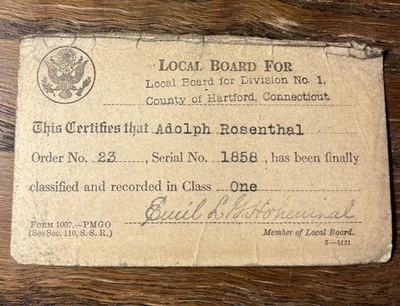 LOCAL BOARD FOR
Local Board for Division No. 1,
County of Hartford, Connecticut
This Certifies that Adolph Rosenthal
Order No. 23, Serial No. 1858, has been finally
classified and recorded in Class One
Emil L. G. Hohenthal
FORM 1007.—PMGO
(See Sec. 110, S. S. R.)
Member of Local Board.
3—5121